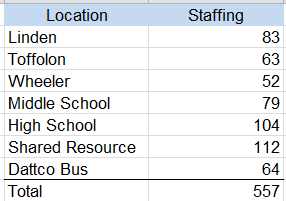 Location Staffing
Linden 83
Toffolon 63
Wheeler 52
Middle School 79
High School 104
Shared Resource 112
Dattco Bus 64
Total 557